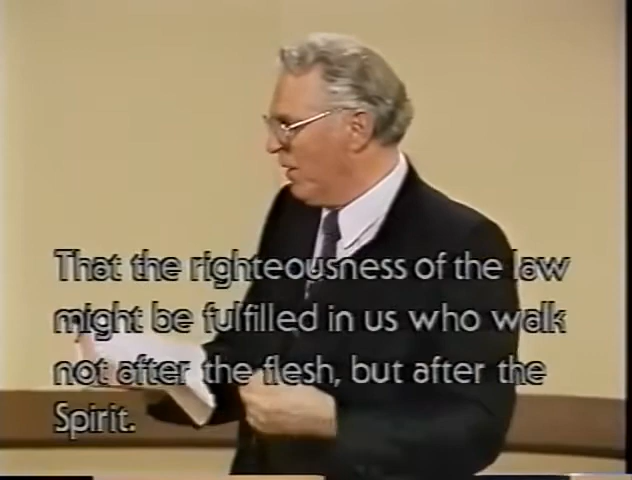 That the righteousness of the law
might be fulfilled in us who walk
not after the flesh, but after the
Spirit.